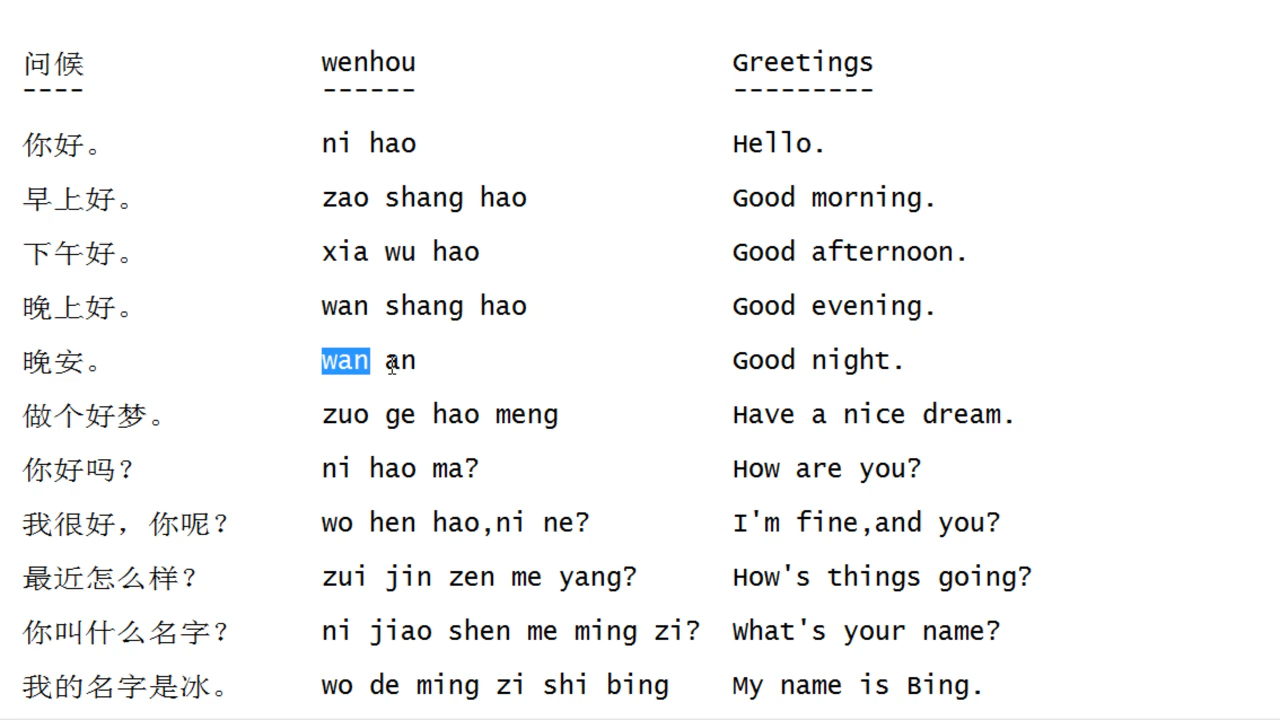 问候 wenhou Greetings
---- ------ ---------
你好。 ni hao Hello.
早上好。 zao shang hao Good morning.
下午好。 xia wu hao Good afternoon.
晚上好。 wan shang hao Good evening.
晚安。 wan an Good night.
做个好梦。 zuo ge hao meng Have a nice dream.
你好吗? ni hao ma? How are you?
我很好，你呢? wo hen hao,ni ne? I'm fine,and you?
最近怎么样? zui jin zen me yang? How's things going?
你叫什么名字? ni jiao shen me ming zi? What's your name?
我的名字是冰。 wo de ming zi shi bing My name is Bing.